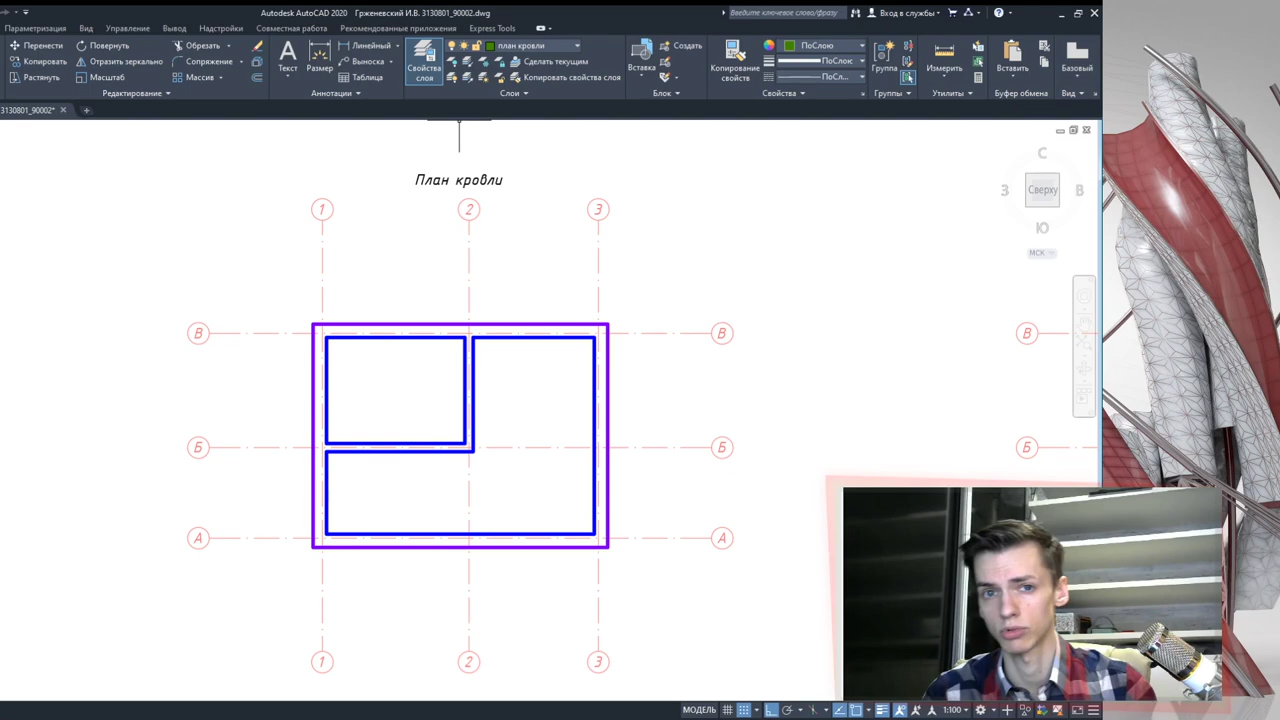 Autodesk AutoCAD 2020 Грженевский И.В. 3130801_90002.dwg
Введите ключевое слово/фразу
Вход в службы
Параметризация Вид Управление Вывод Надстройки Совместная работа Рекомендованные приложения Express Tools
Перенести Повернуть Обрезать
Копировать Отразить зеркально Сопряжение
Растянуть Масштаб Массив
Редактирование
Текст Размер
Линейный
Выноска
Таблица
Аннотации
Свойства слоя
план кровли
Сделать текущим
Копировать свойства слоя
Слои
Вставка
Создать
Блок
Копирование свойств
ПоСлою
ПоСлос
ПоСл...
Свойства
Группа
Группы
Измерить
Утилиты
Вставить
Буфер обмена
Базовый
Вид
3130801_90002*
План кровли
1 2 3
В В В
Б Б Б
А А
1 2 3
С
З Сверху В
Ю
МСК
МОДЕЛЬ 1:100